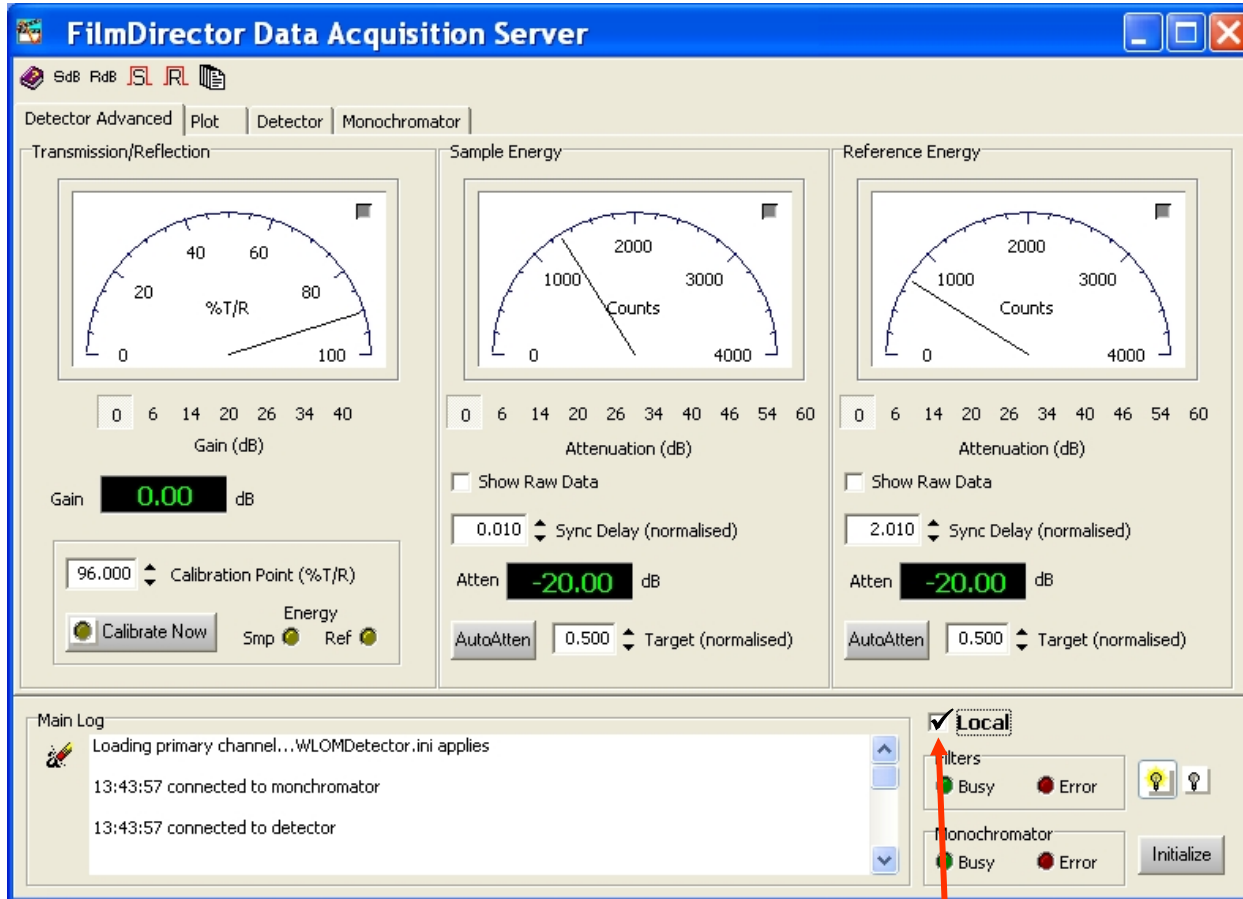 FilmDirector Data Acquisition Server
SdB RdB SL RL
Detector Advanced Plot Detector Monochromator
Transmission/Reflection
40 60
20 80
%T/R
0 100
0 6 14 20 26 34 40
Gain (dB)
Gain 0.00 dB
96.000 Calibration Point (%T/R)
Calibrate Now
Energy
Smp Ref
Sample Energy
2000
1000 3000
Counts
0 4000
0 6 14 20 26 34 40 46 54 60
Attenuation (dB)
Show Raw Data
0.010 Sync Delay (normalised)
Atten -20.00 dB
AutoAtten 0.500 Target (normalised)
Reference Energy
2000
1000 3000
Counts
0 4000
0 6 14 20 26 34 40 46 54 60
Attenuation (dB)
Show Raw Data
2.010 Sync Delay (normalised)
Atten -20.00 dB
AutoAtten 0.500 Target (normalised)
Main Log
Loading primary channel...WLOMDetector.ini applies
13:43:57 connected to monchromator
13:43:57 connected to detector
Local
Filters
Busy Error
Monochromator
Busy Error
Initialize